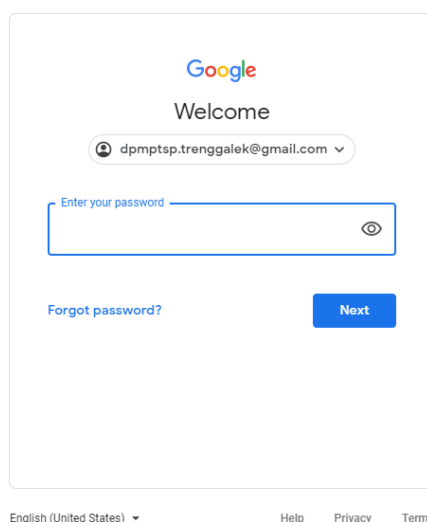 Google
Welcome
dpmptsp.trenggalek@gmail.com
Enter your password
Forgot password? Next
English (United States) Help Privacy Term